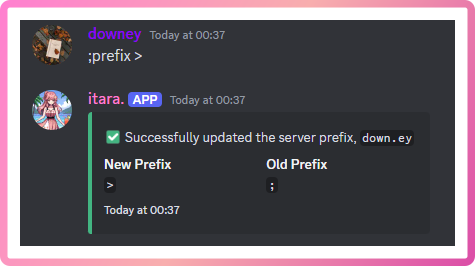 downey Today at 00:37
;prefix >
itara. APP Today at 00:37
✅ Successfully updated the server prefix, down.ey
New Prefix Old Prefix
> ;
Today at 00:37